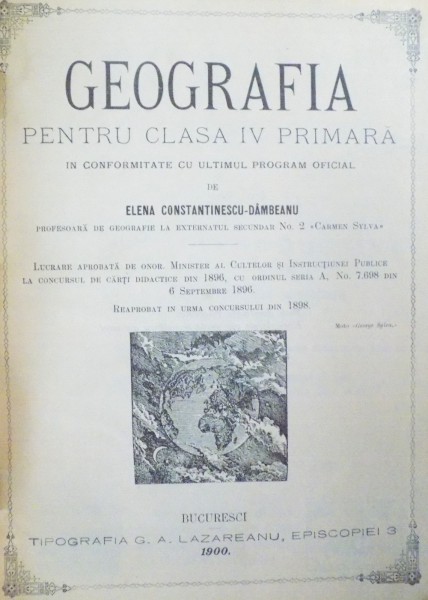 GEOGRAFIA
PENTRU CLASA IV PRIMARĂ
IN CONFORMITATE CU ULTIMUL PROGRAM OFICIAL
DE
ELENA CONSTANTINESCU-DÂMBEANU
PROFESOARĂ DE GEOGRAFIE LA EXTERNATUL SECUNDAR No. 2 «CARMEN SYLVA»
LUCRARE APROBATĂ DE ONOR. MINISTER AL CULTELOR ȘI INSTRUCȚIUNEI PUBLICE
LA CONCURSUL DE CĂRȚI DIDACTICE DIN 1896, CU ORDINUL SERIA A, No. 7.698 DIN
6 SEPTEMBRE 1896.
REAPROBAT IN URMA CONCURSULUI DIN 1898.
BUCURESCI
TIPOGRAFIA G. A. LAZAREANU, EPISCOPIEI 3
1900.